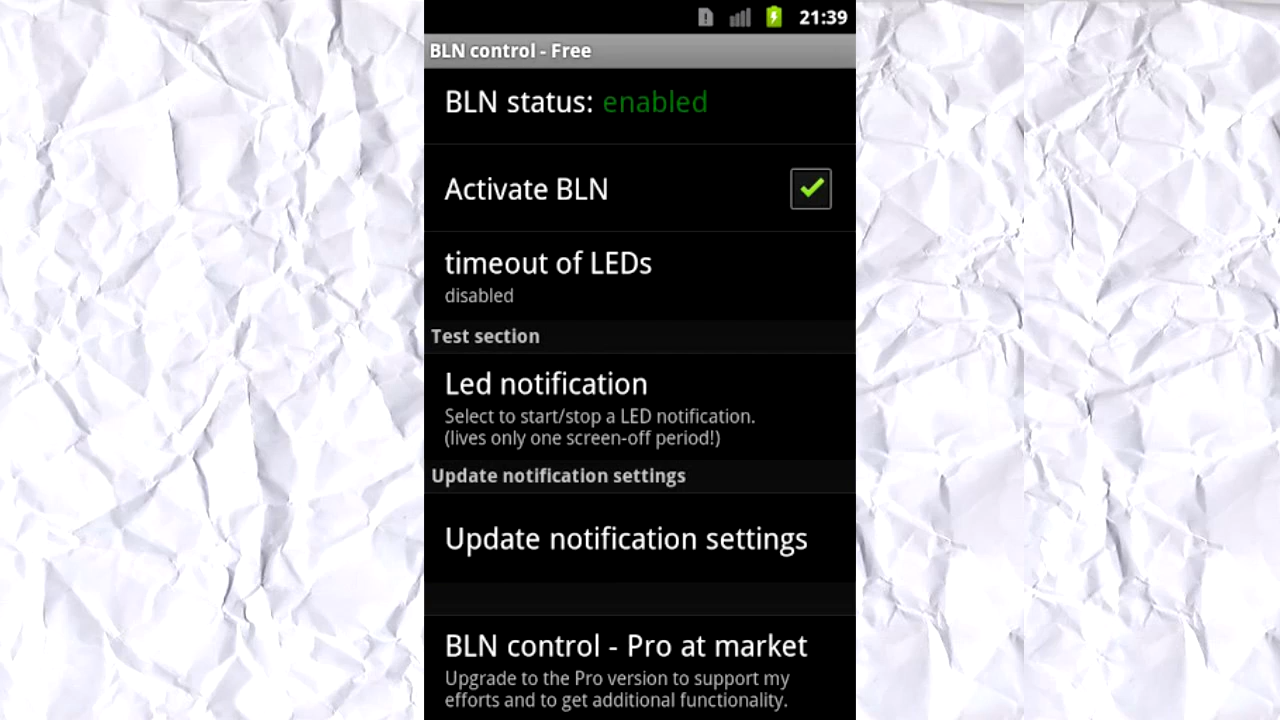 21:39
BLN control - Free
BLN status: enabled
Activate BLN
timeout of LEDs
disabled
Test section
Led notification
Select to start/stop a LED notification.
(lives only one screen-off period!)
Update notification settings
Update notification settings
BLN control - Pro at market
Upgrade to the Pro version to support my
efforts and to get additional functionality.